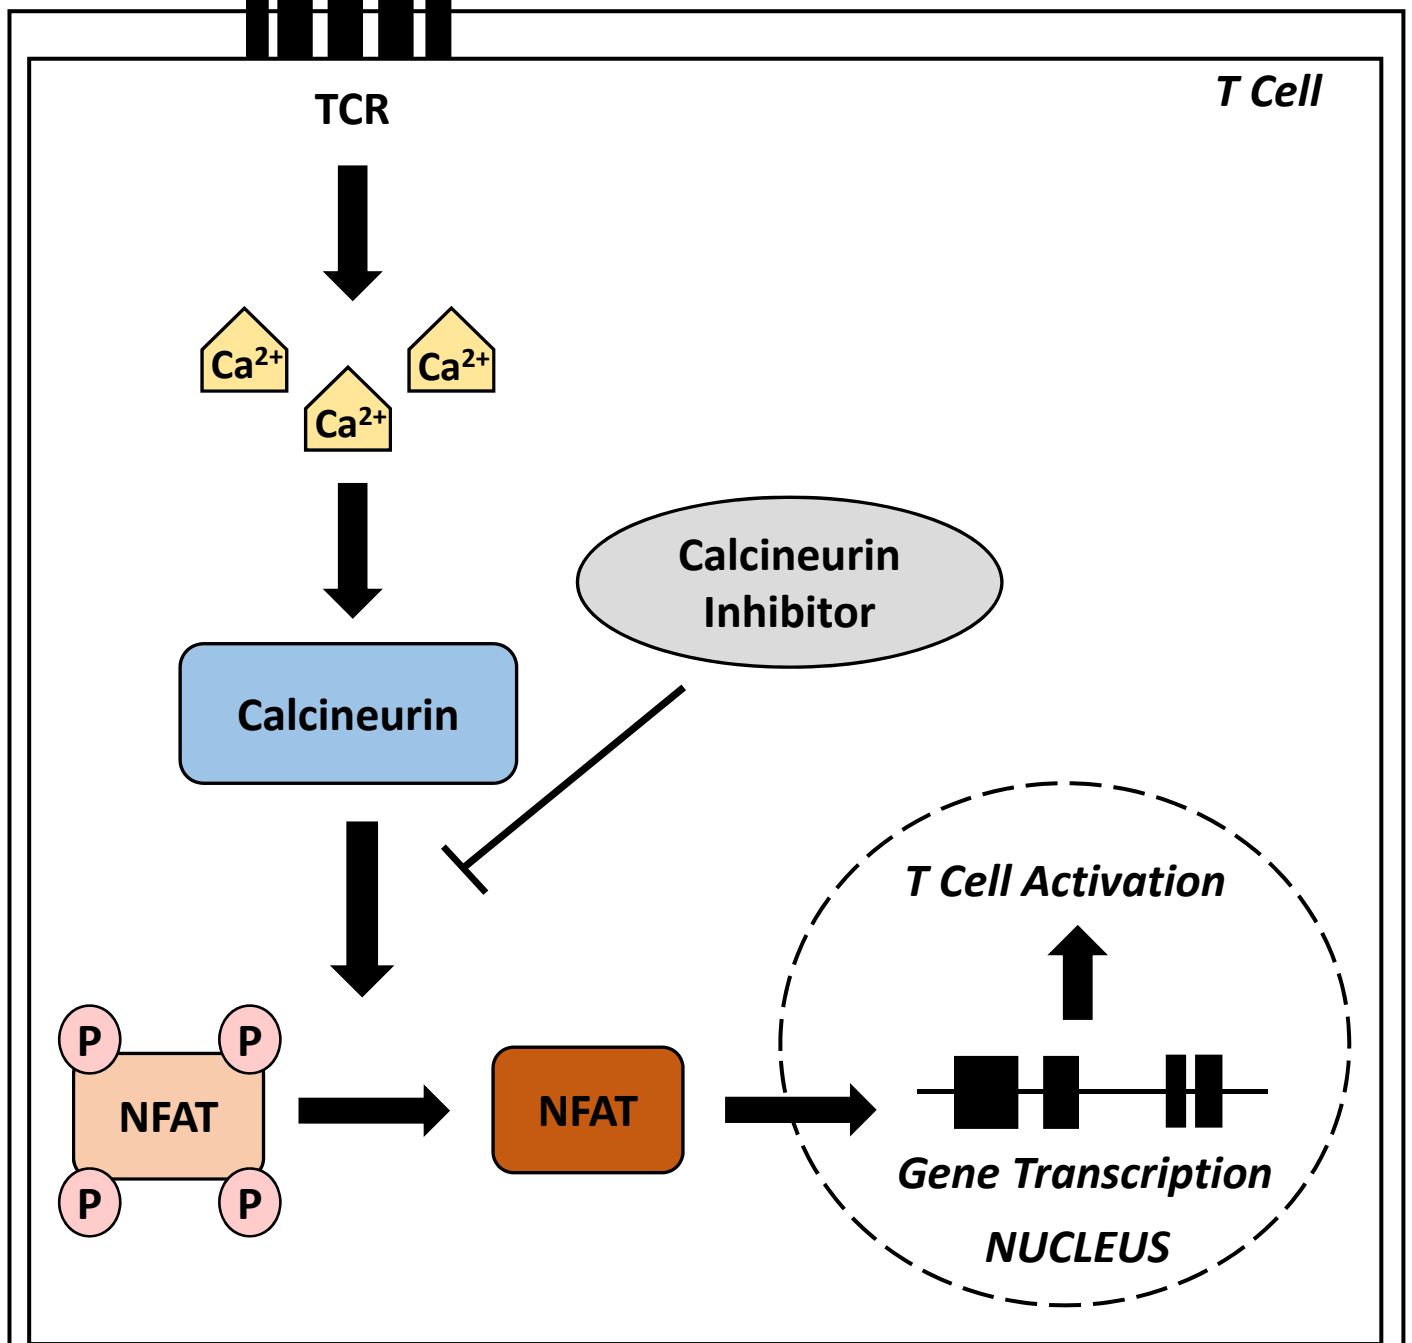 T Cell
TCR
Ca²⁺
Ca²⁺
Ca²⁺
Calcineurin
Inhibitor
Calcineurin
T Cell Activation
P
P
NFAT
NFAT
P
P
Gene Transcription
NUCLEUS